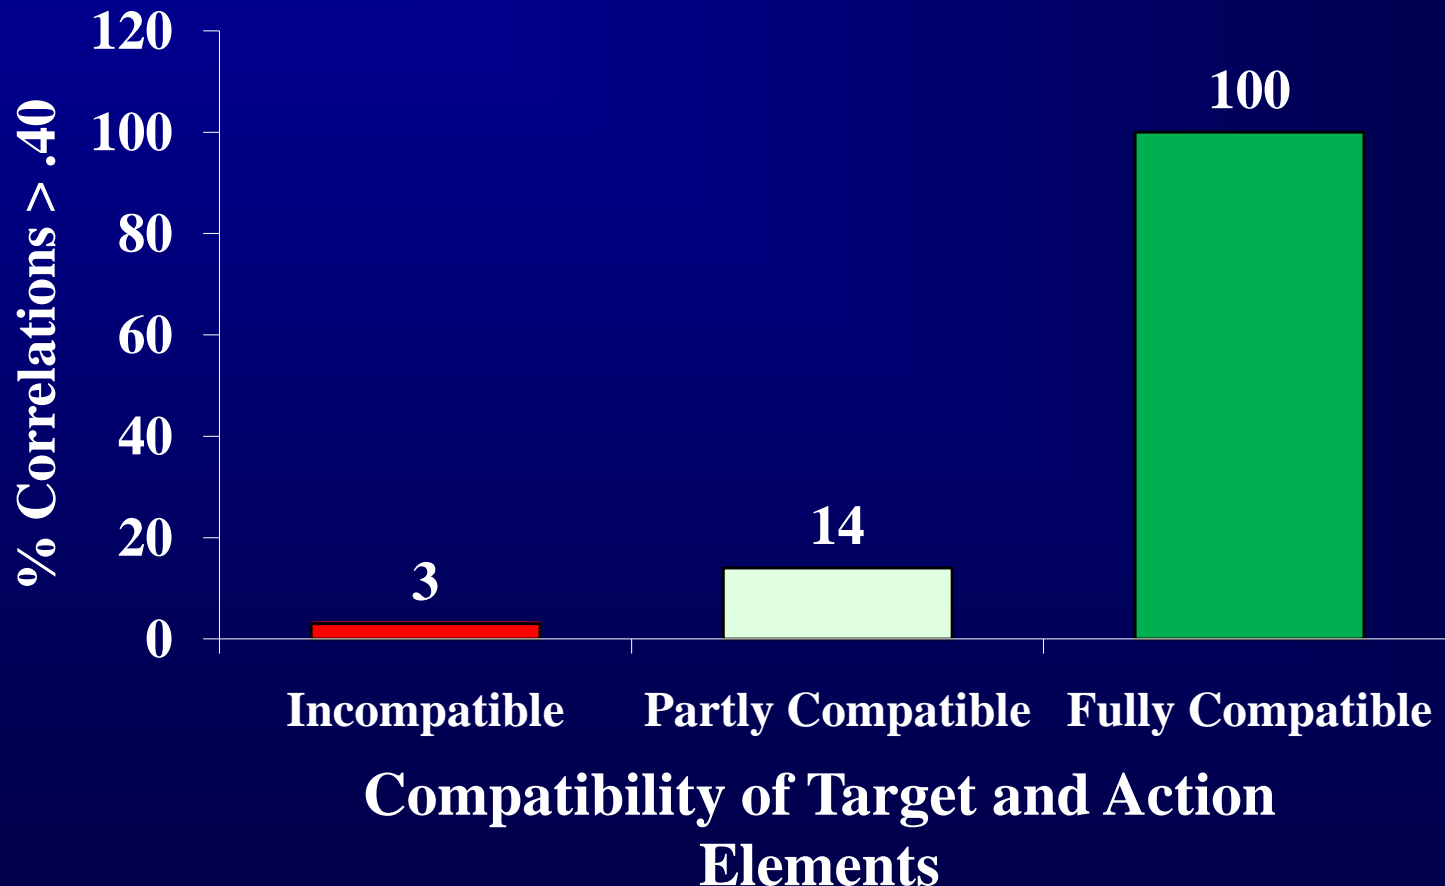 120
100
80
60
40
20
0
% Correlations > .40
3
14
100
Incompatible
Partly Compatible
Fully Compatible
Compatibility of Target and Action
Elements